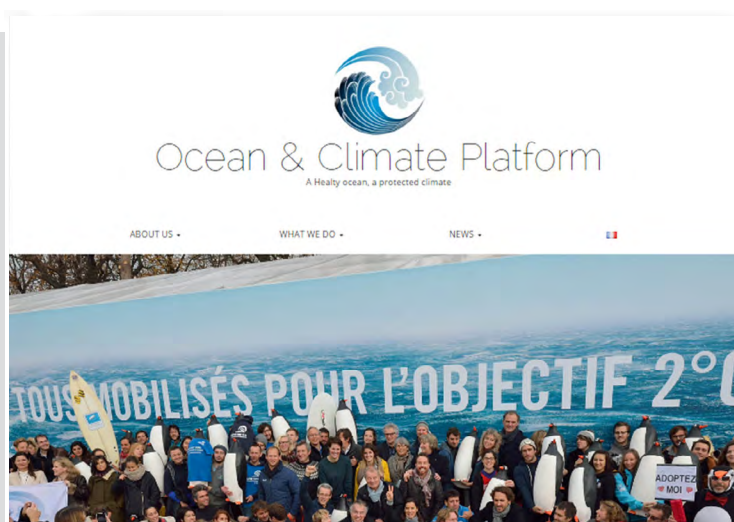 Ocean & Climate Platform
A Healty ocean, a protected climate
ABOUT US
WHAT WE DO
NEWS
TOUS MOBILISÉS POUR L'OBJECTIF 2°
ADOPTEZ
MOI